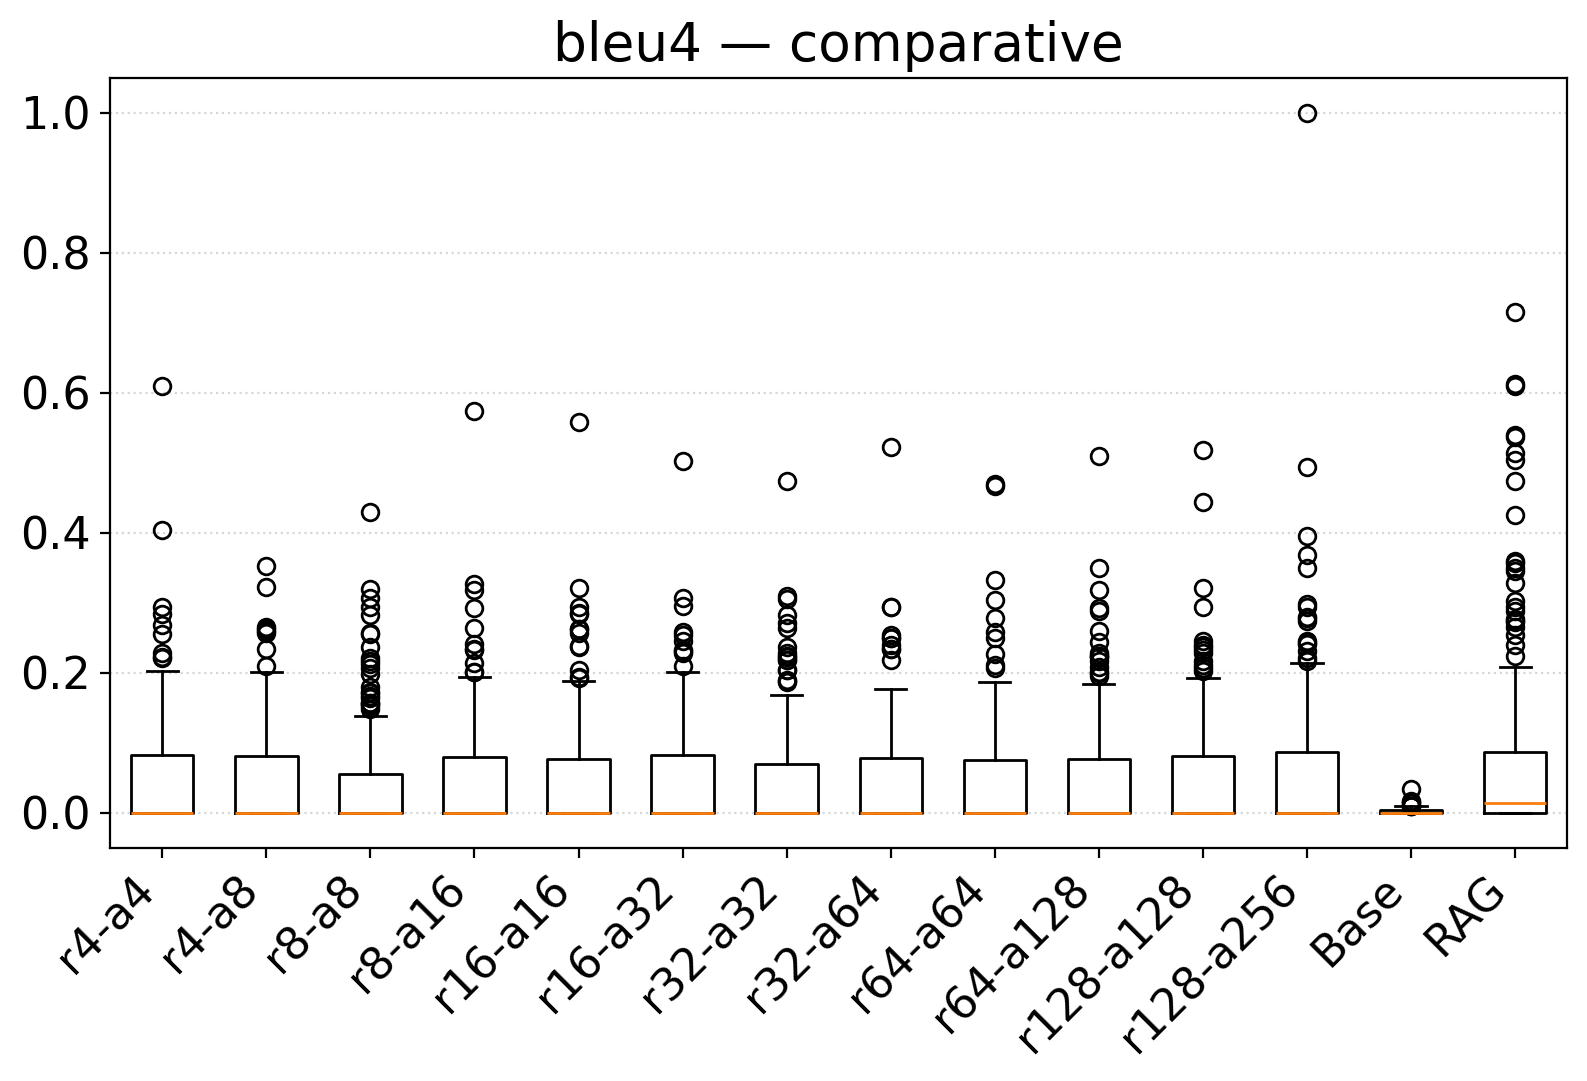 bleu4 — comparative
1.0
0.8
0.6
0.4
0.2
0.0
r4-a4
r4-a8
r8-a8
r8-a16
r16-a16
r16-a32
r32-a32
r32-a64
r64-a64
r64-a128
r128-a128
r128-a256
Base
RAG